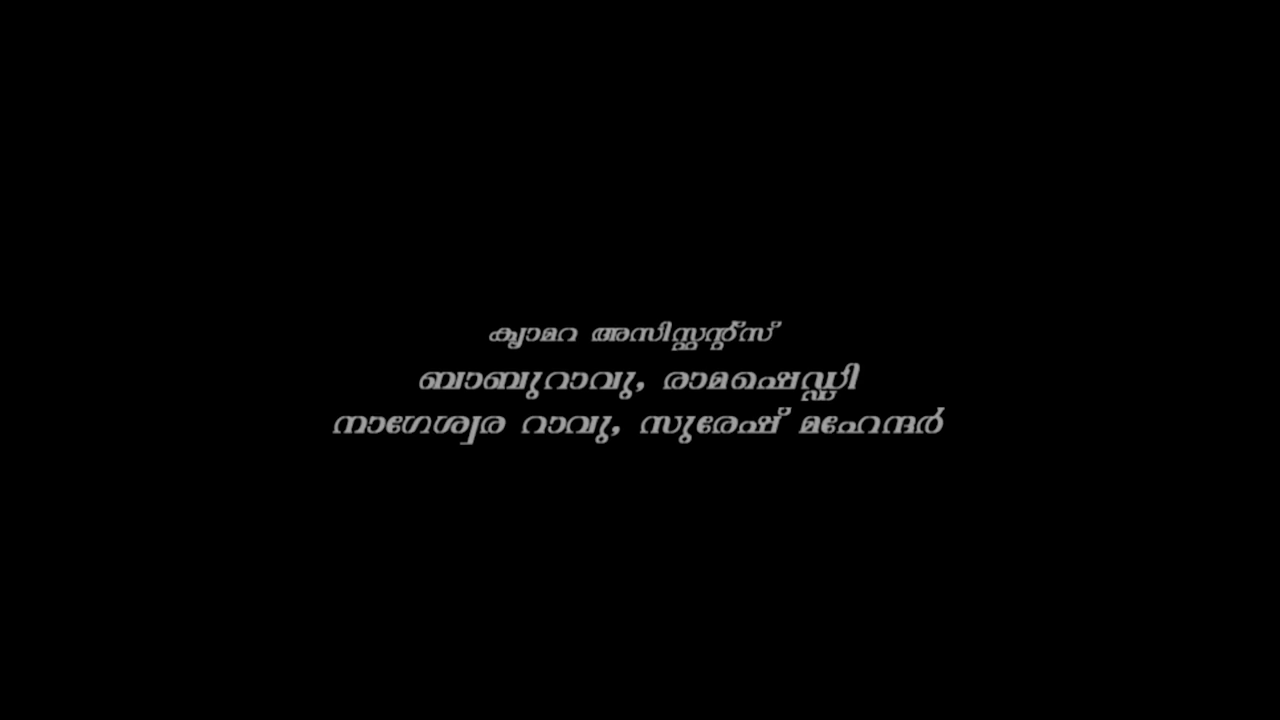 ക്യാമറ അസിസ്റ്റന്റ്സ്
ബാബുറാവു, രാമഷെഡ്ഡി
നാഗേശ്വര റാവു, സുരേഷ് മഹേന്ദർ